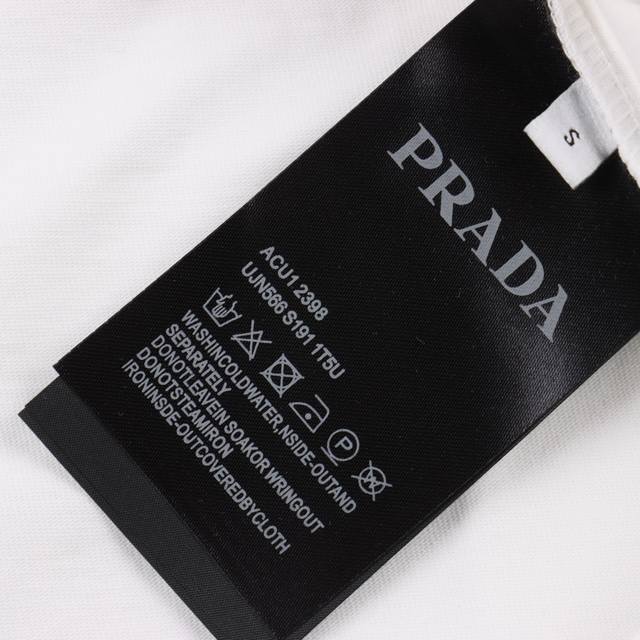 PRADA
S
ACU1 2398
UJN566 S191 1T5U
P
WASHINCOLDWATER,NSIDE-OUTAND
SEPARATELY
DONOTLEAVEIN SOAKOR WRINGOUT
DONOTSTEAMIRON
IRONINSDE-OUTCOVEREDBYCLOTH